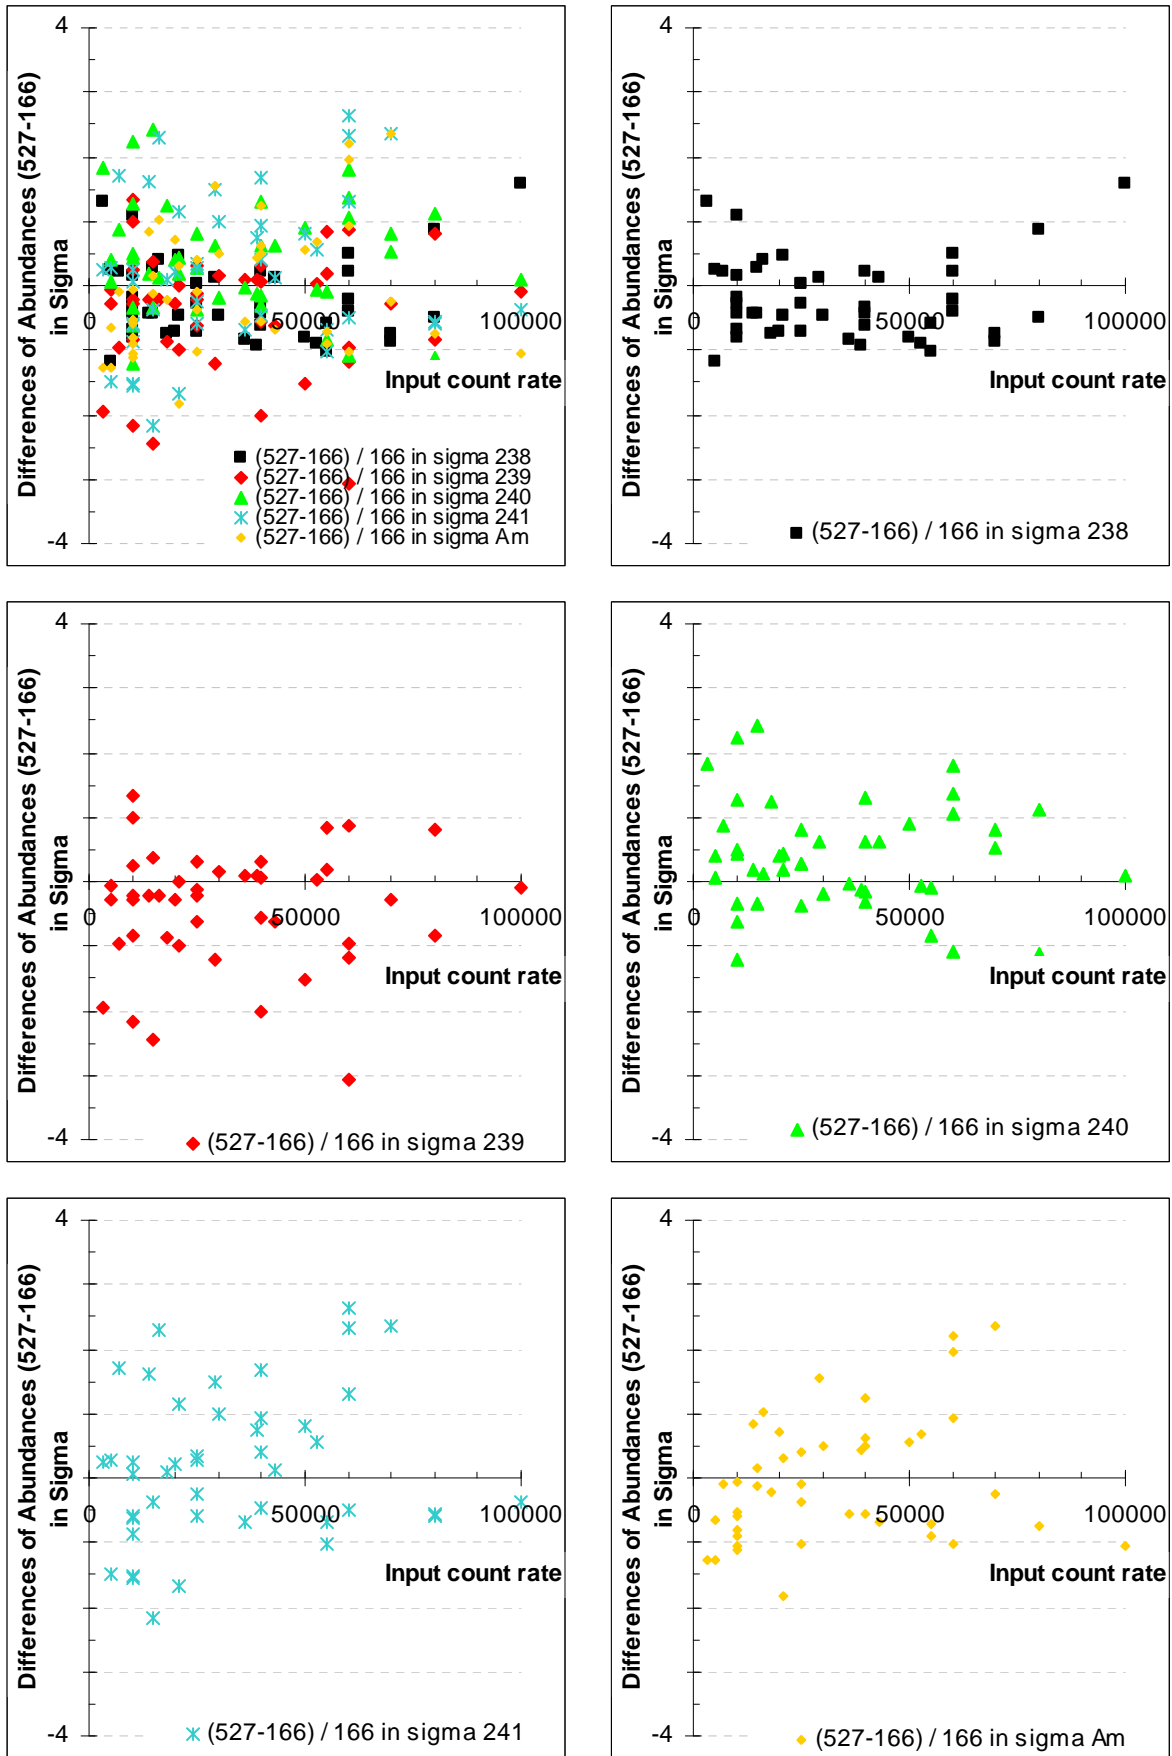 4
Differences of Abundances (527-166)
in Sigma
0
50000
100000
Input count rate
(527-166) / 166 in sigma 238
(527-166) / 166 in sigma 239
(527-166) / 166 in sigma 240
(527-166) / 166 in sigma 241
(527-166) / 166 in sigma Am
-4
4
Differences of Abundances (527-166)
in Sigma
0
50000
100000
Input count rate
(527-166) / 166 in sigma 238
-4
4
Differences of Abundances (527-166)
in Sigma
0
50000
100000
Input count rate
-4
(527-166) / 166 in sigma 239
4
Differences of Abundances (527-166)
in Sigma
0
50000
100000
Input count rate
(527-166) / 166 in sigma 240
-4
4
Differences of Abundances (527-166)
in Sigma
0
50000
100000
Input count rate
(527-166) / 166 in sigma 241
-4
4
Differences of Abundances (527-166)
in Sigma
0
50000
100000
Input count rate
-4
(527-166) / 166 in sigma Am